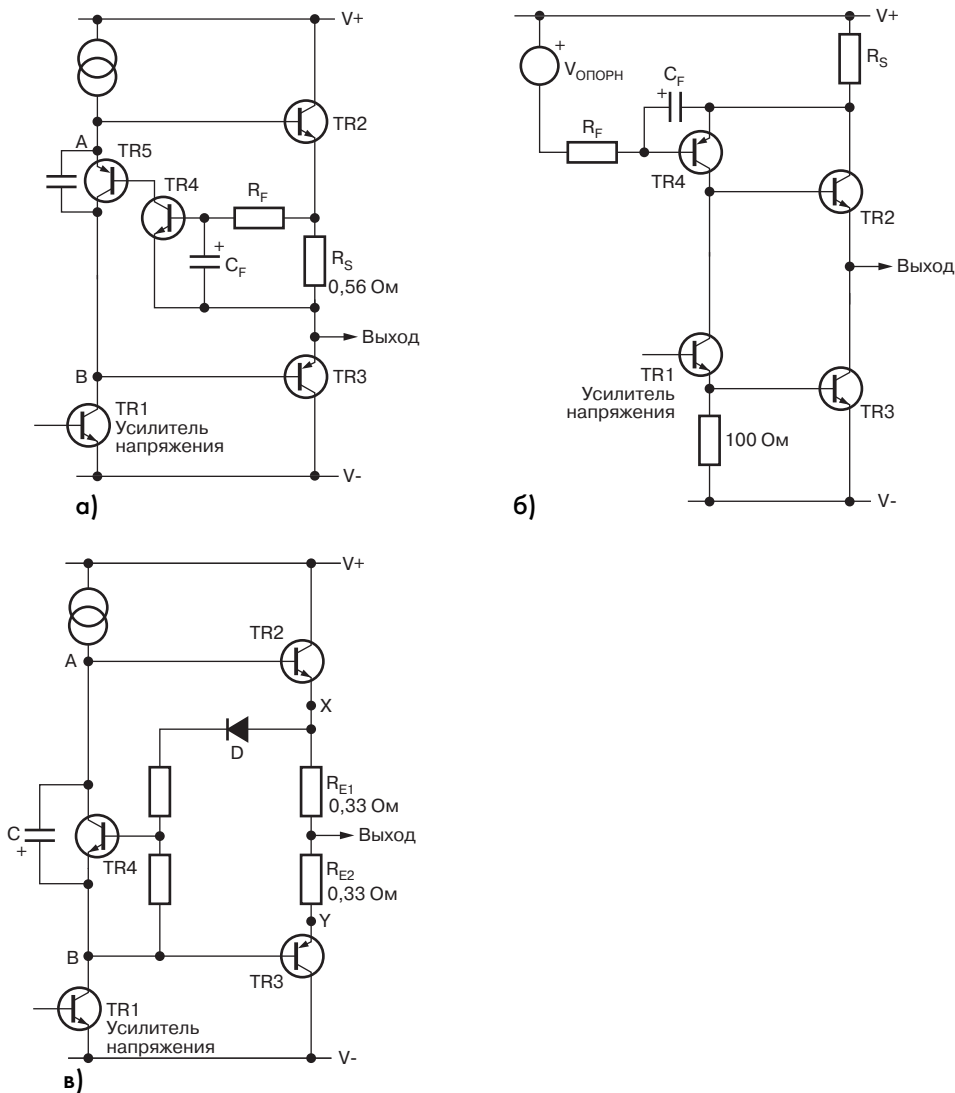 V+
TR2
A
TR5
TR4
R_F
+
C_F
R_S
0,56 Ом
Выход
TR3
B
TR1
Усилитель
напряжения
V-
а)
V+
+
V_ОПОРН
R_S
C_F
+
R_F
TR4
TR2
Выход
TR1
Усилитель
напряжения
TR3
100 Ом
V-
б)
V+
TR2
A
X
D
R_E1
0,33 Ом
C
+
Выход
TR4
R_E2
0,33 Ом
Y
B
TR3
TR1
Усилитель
напряжения
V-
в)